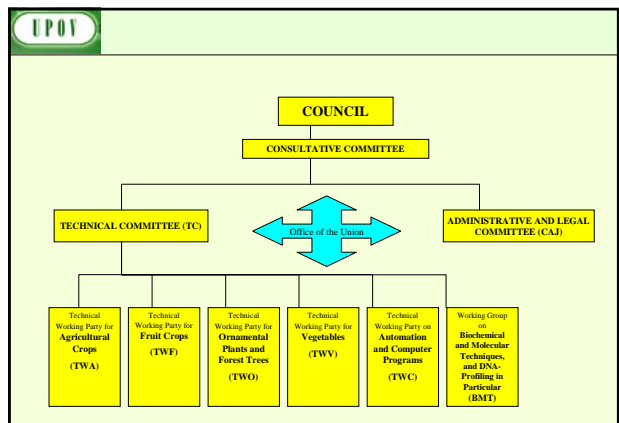 UPOV
COUNCIL
CONSULTATIVE COMMITTEE
TECHNICAL COMMITTEE (TC)
Office of the Union
ADMINISTRATIVE AND LEGAL
COMMITTEE (CAJ)
Technical
Working Party for
Agricultural
Crops
(TWA)
Technical
Working Party for
Fruit Crops
(TWF)
Technical
Working Party for
Ornamental
Plants and
Forest Trees
(TWO)
Technical
Working Party for
Vegetables
(TWV)
Technical
Working Party on
Automation
and Computer
Programs
(TWC)
Working Group
on
Biochemical
and Molecular
Techniques,
and DNA-
Profiling in
Particular
(BMT)